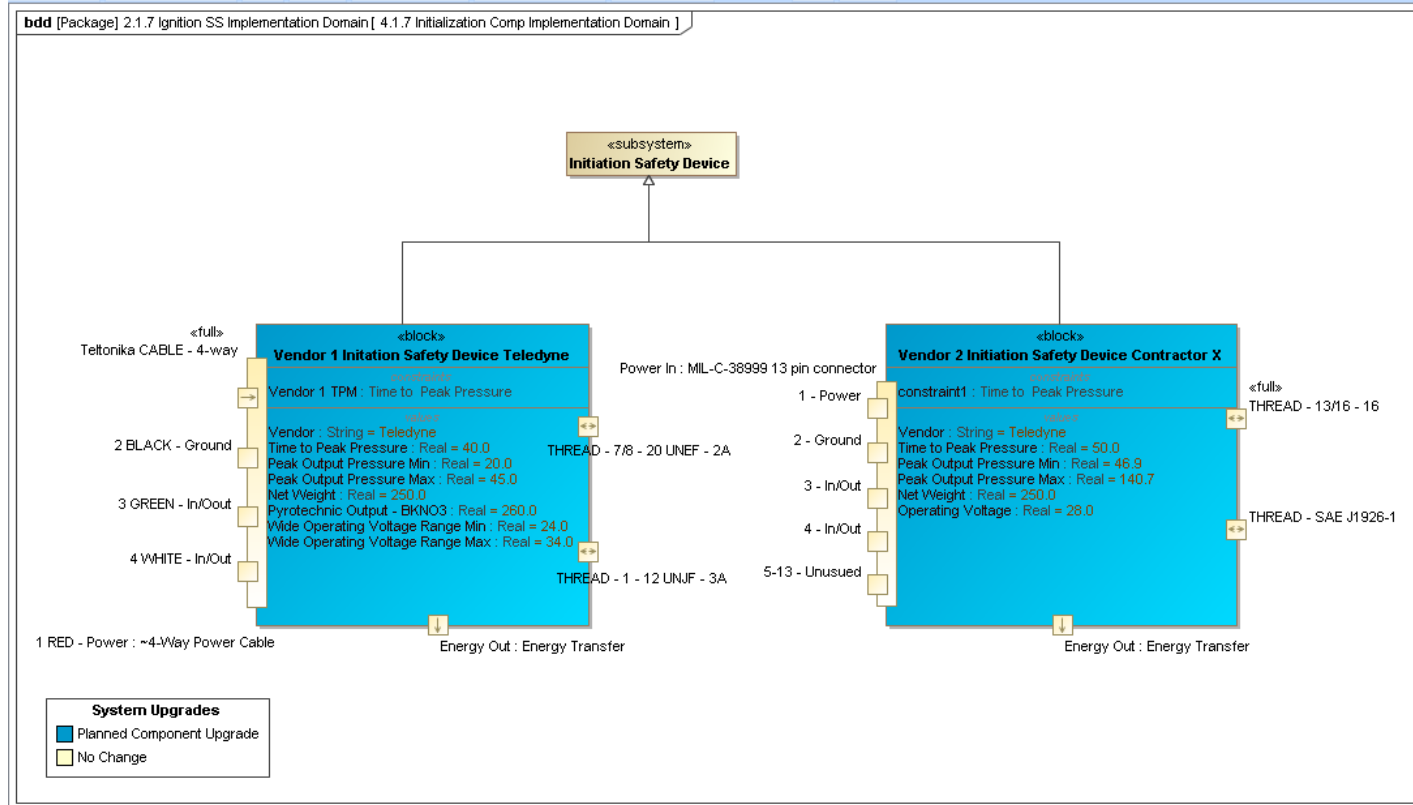 bdd [Package] 2.1.7 Ignition SS Implementation Domain [ 4.1.7 Initialization Comp Implementation Domain ]
«subsystem»
Initiation Safety Device
«full»
Teltonika CABLE - 4-way
2 BLACK - Ground
3 GREEN - In/Oout
4 WHITE - In/Out
1 RED - Power : ~4-Way Power Cable
«block»
Vendor 1 Initation Safety Device Teledyne
constraints
Vendor 1 TPM : Time to  Peak Pressure
values
Vendor : String = Teledyne
Time to Peak Pressure : Real = 40.0
Peak Output Pressure Min : Real = 20.0
Peak Output Pressure Max : Real = 45.0
Net Weight : Real = 250.0
Pyrotechnic Output - BKNO3 : Real = 260.0
Wide Operating Voltage Range Min : Real = 24.0
Wide Operating Voltage Range Max : Real = 34.0
THREAD - 7/8 - 20 UNEF - 2A
THREAD - 1 - 12 UNJF - 3A
Energy Out : Energy Transfer
Power In : MIL-C-38999 13 pin connector
1 - Power
2 - Ground
3 - In/Out
4 - In/Out
5-13 - Unusued
«block»
Vendor 2 Initiation Safety Device Contractor X
constraints
constraint1 : Time to  Peak Pressure
values
Vendor : String = Teledyne
Time to Peak Pressure : Real = 50.0
Peak Output Pressure Min : Real = 46.9
Peak Output Pressure Max : Real = 140.7
Net Weight : Real = 250.0
Operating Voltage : Real = 28.0
«full»
THREAD - 13/16 - 16
THREAD - SAE J1926-1
Energy Out : Energy Transfer
System Upgrades
Planned Component Upgrade
No Change